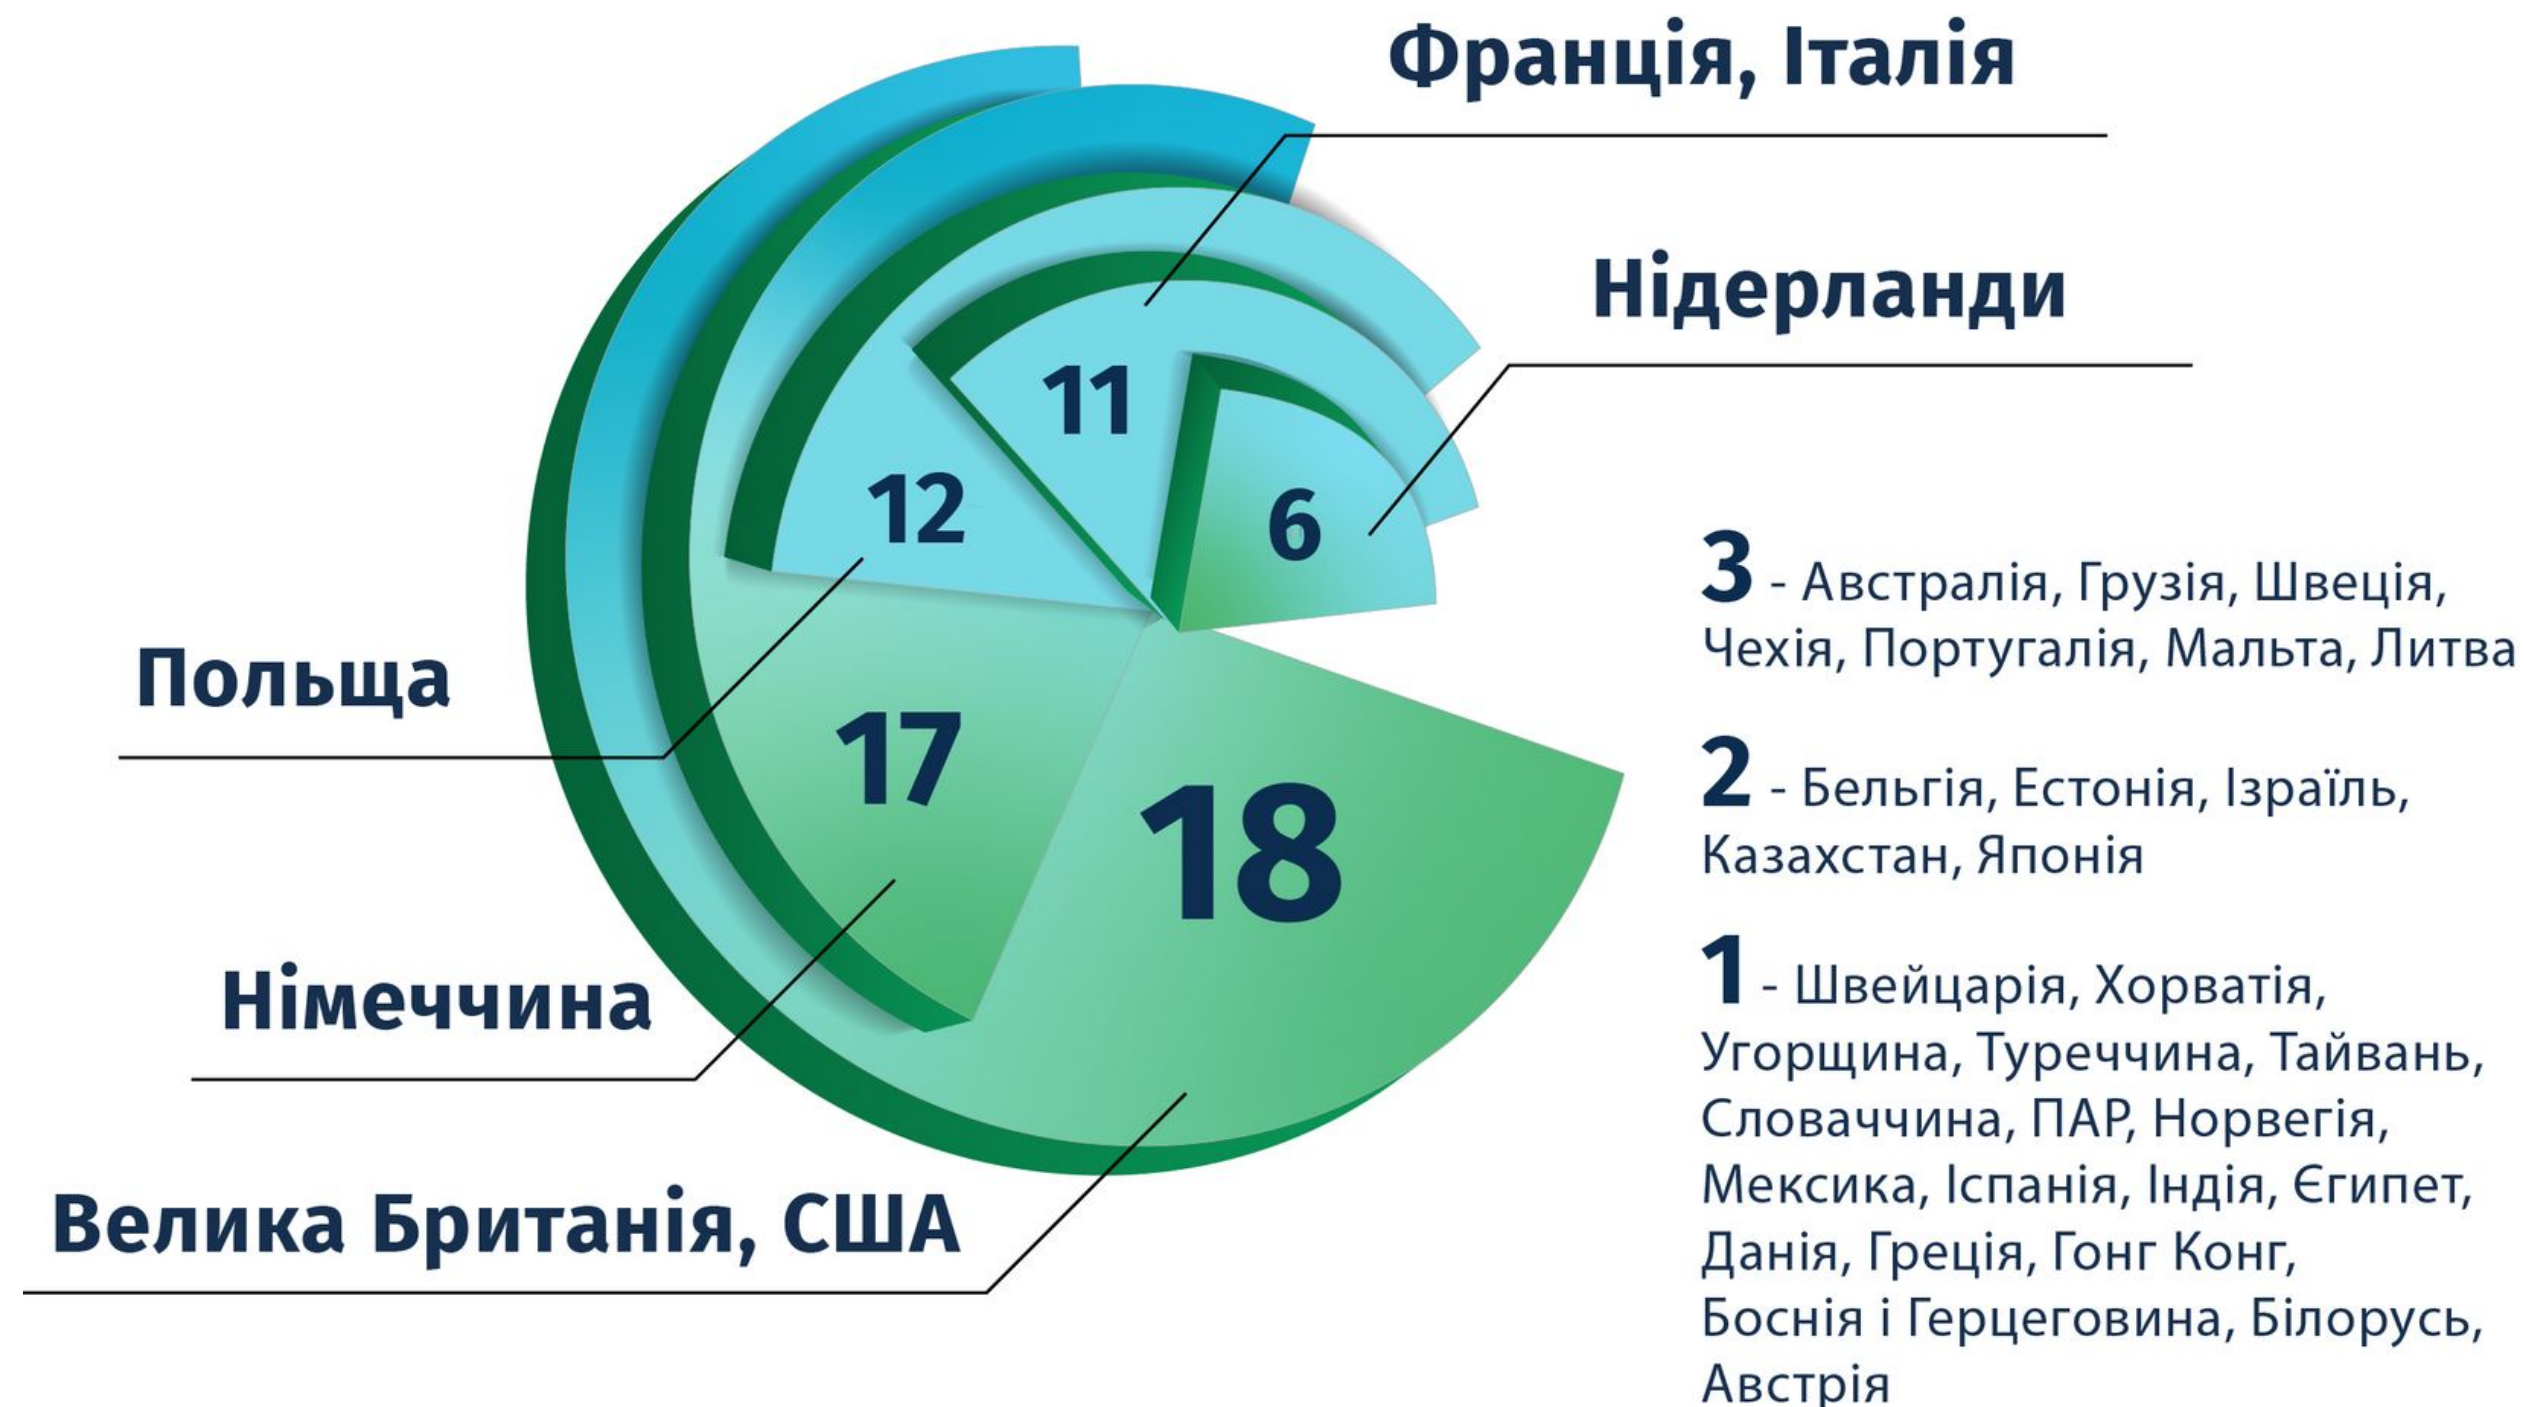 Франція, Італія
Нідерланди
11
12
6
Польща
17
18
Німеччина
Велика Британія, США
3 - Австралія, Грузія, Швеція,
Чехія, Португалія, Мальта, Литва
2 - Бельгія, Естонія, Ізраїль,
Казахстан, Японія
1 - Швейцарія, Хорватія,
Угорщина, Туреччина, Тайвань,
Словаччина, ПАР, Норвегія,
Мексика, Іспанія, Індія, Єгипет,
Данія, Греція, Гонг Конг,
Боснія і Герцеговина, Білорусь,
Австрія